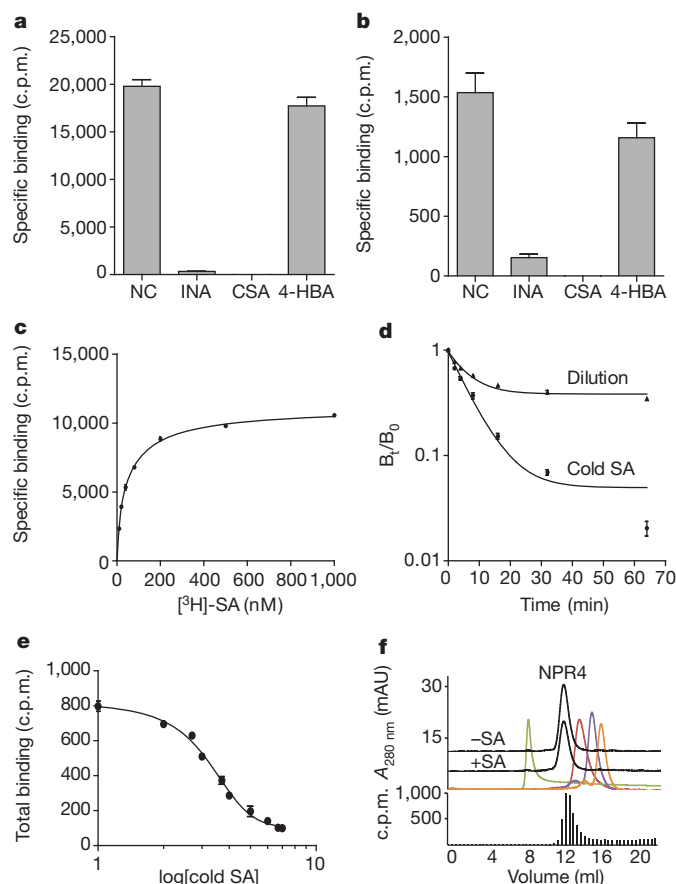 a
25,000
20,000
15,000
10,000
5,000
0
Specific binding (c.p.m.)
NC INA CSA 4-HBA
b
2,000
1,500
1,000
500
0
Specific binding (c.p.m.)
NC INA CSA 4-HBA
c
15,000
10,000
5,000
0
Specific binding (c.p.m.)
0 200 400 600 800 1,000
[³H]-SA (nM)
d
1
0.1
0.01
Bₜ/B₀
Dilution
Cold SA
0 10 20 30 40 50 60 70
Time (min)
e
1,000
800
600
400
200
0
Total binding (c.p.m.)
1 10
log[cold SA]
f
NPR4
30
15
A280 nm (mAU)
–SA
+SA
1,000
500
c.p.m.
0 4 8 12 16 20
Volume (ml)